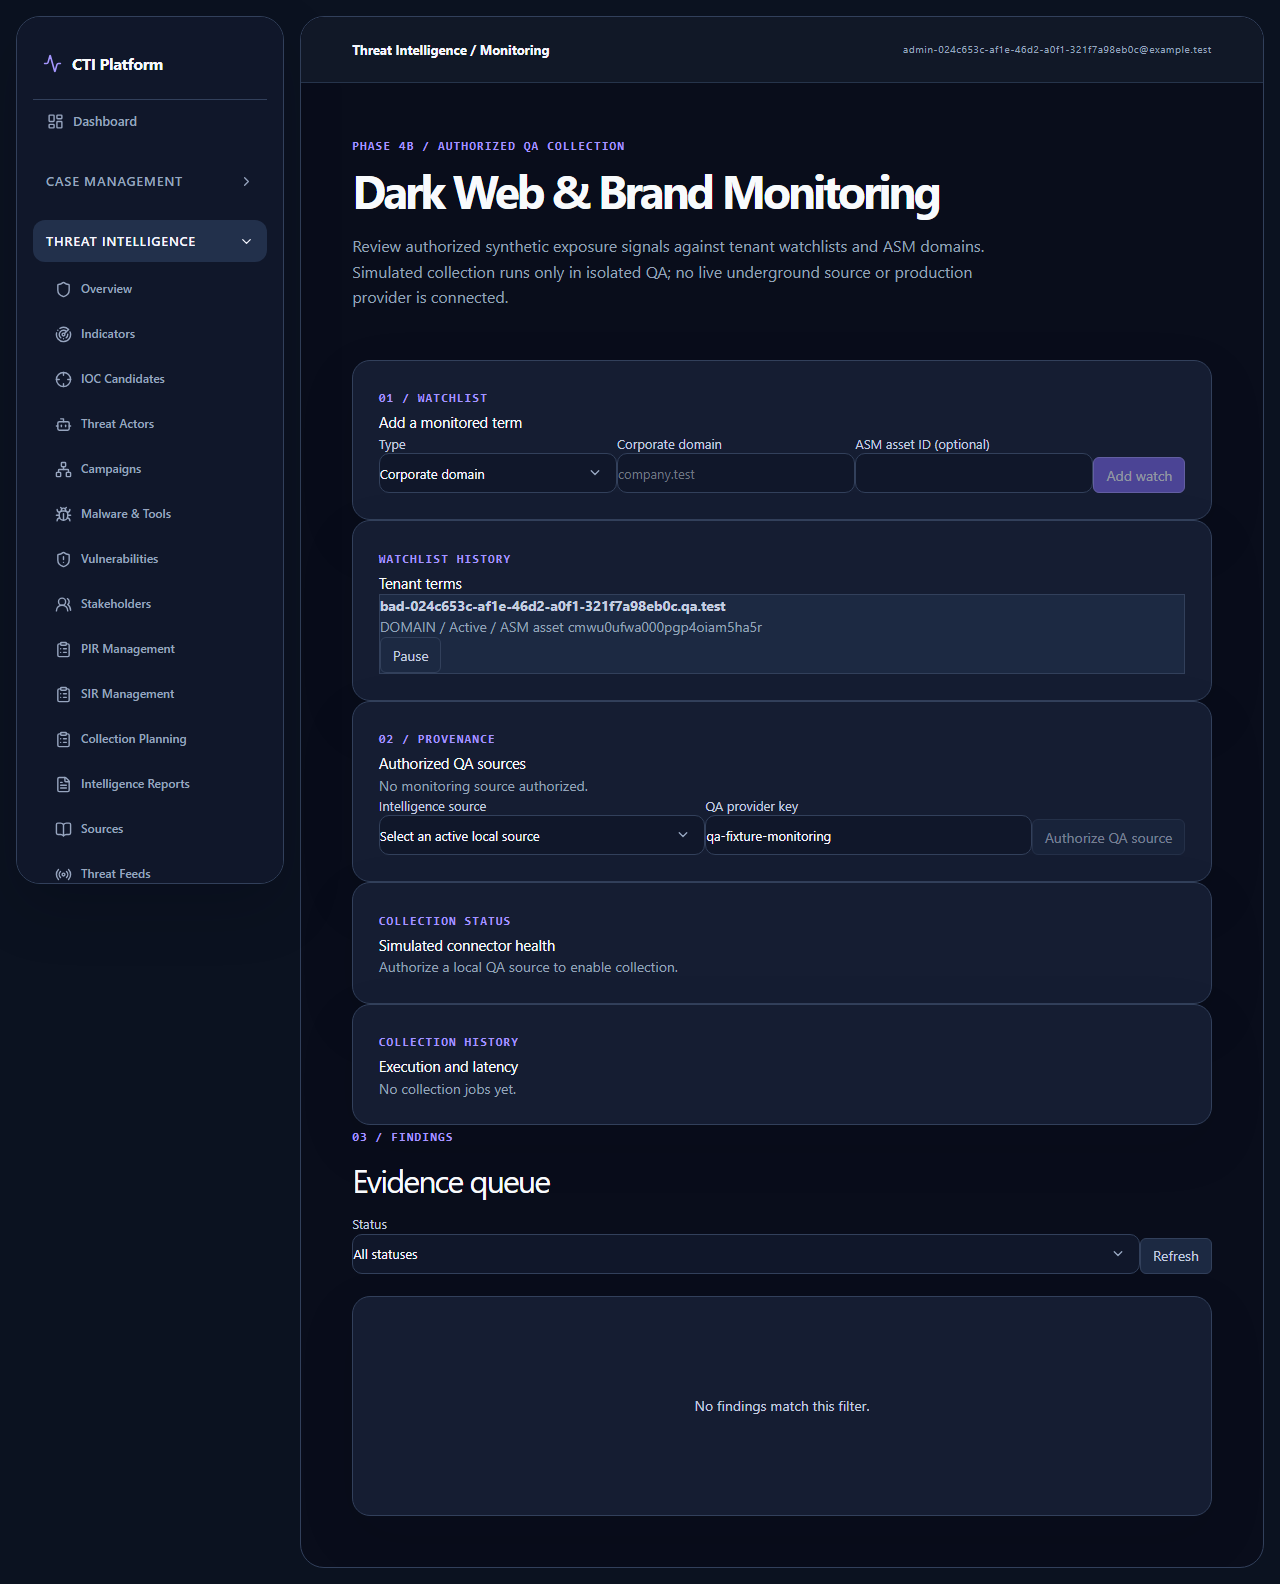 CTI Platform
Dashboard
CASE MANAGEMENT
THREAT INTELLIGENCE
Overview
Indicators
IOC Candidates
Threat Actors
Campaigns
Malware & Tools
Vulnerabilities
Stakeholders
PIR Management
SIR Management
Collection Planning
Intelligence Reports
Sources
Threat Feeds
Threat Intelligence / Monitoring
admin-024c653c-af1e-46d2-a0f1-321f7a98eb0c@example.test
PHASE 4B / AUTHORIZED QA COLLECTION
Dark Web & Brand Monitoring
Review authorized synthetic exposure signals against tenant watchlists and ASM domains.
Simulated collection runs only in isolated QA; no live underground source or production
provider is connected.
01 / WATCHLIST
Add a monitored term
Type Corporate domain ASM asset ID (optional)
Corporate domain company.test Add watch
WATCHLIST HISTORY
Tenant terms
bad-024c653c-af1e-46d2-a0f1-321f7a98eb0c.qa.test
DOMAIN / Active / ASM asset cmwu0ufwa000pgp4oiam5ha5r
Pause
02 / PROVENANCE
Authorized QA sources
No monitoring source authorized.
Intelligence source QA provider key
Select an active local source qa-fixture-monitoring Authorize QA source
COLLECTION STATUS
Simulated connector health
Authorize a local QA source to enable collection.
COLLECTION HISTORY
Execution and latency
No collection jobs yet.
03 / FINDINGS
Evidence queue
Status
All statuses Refresh
No findings match this filter.